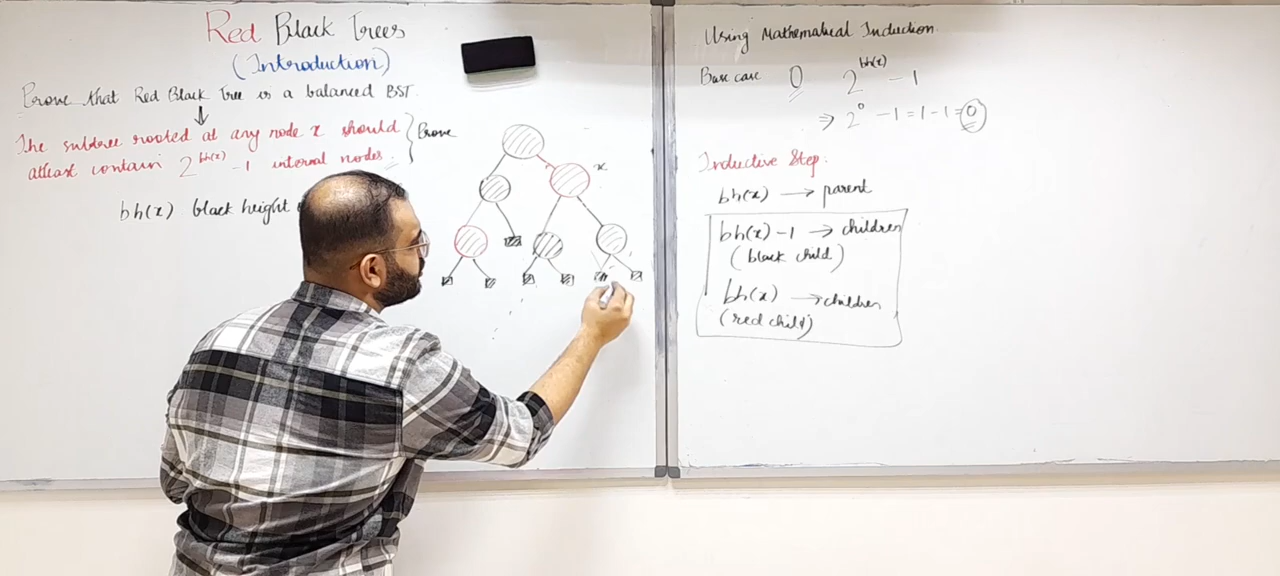 Red Black Trees
(Introduction)
Prove that Red Black Tree is a balanced BST.
The subtree rooted at any node x should
atleast contain 2^bh(x) - 1 internal nodes.
Prove
bh(x) black height
x
Using Mathematical Induction.
Base case 0 2^bh(x) - 1
⇒ 2^0 - 1 = 1 - 1 = 0
Inductive Step.
bh(x) → parent
bh(x) - 1 → children
(black child)
bh(x) → children
(red child)